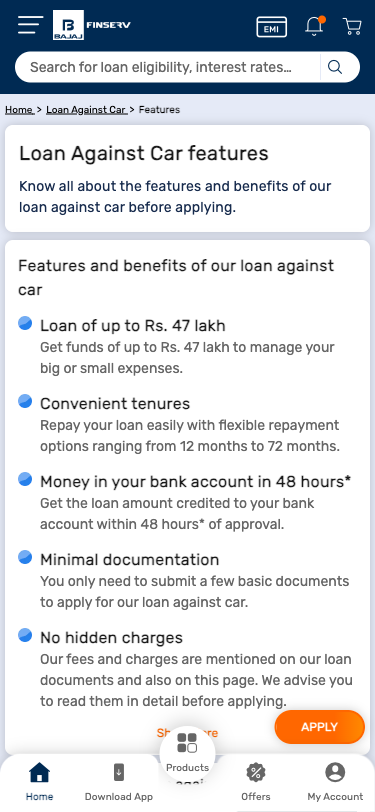 BAJAJ FINSERV
EMI
Search for loan eligibility, interest rates...
Home > Loan Against Car > Features
Loan Against Car features
Know all about the features and benefits of our
loan against car before applying.
Features and benefits of our loan against
car
Loan of up to Rs. 47 lakh
Get funds of up to Rs. 47 lakh to manage your
big or small expenses.
Convenient tenures
Repay your loan easily with flexible repayment
options ranging from 12 months to 72 months.
Money in your bank account in 48 hours*
Get the loan amount credited to your bank
account within 48 hours* of approval.
Minimal documentation
You only need to submit a few basic documents
to apply for our loan against car.
No hidden charges
Our fees and charges are mentioned on our loan
documents and also on this page. We advise you
to read them in detail before applying.
APPLY
Home
Download App
Products
Offers
My Account